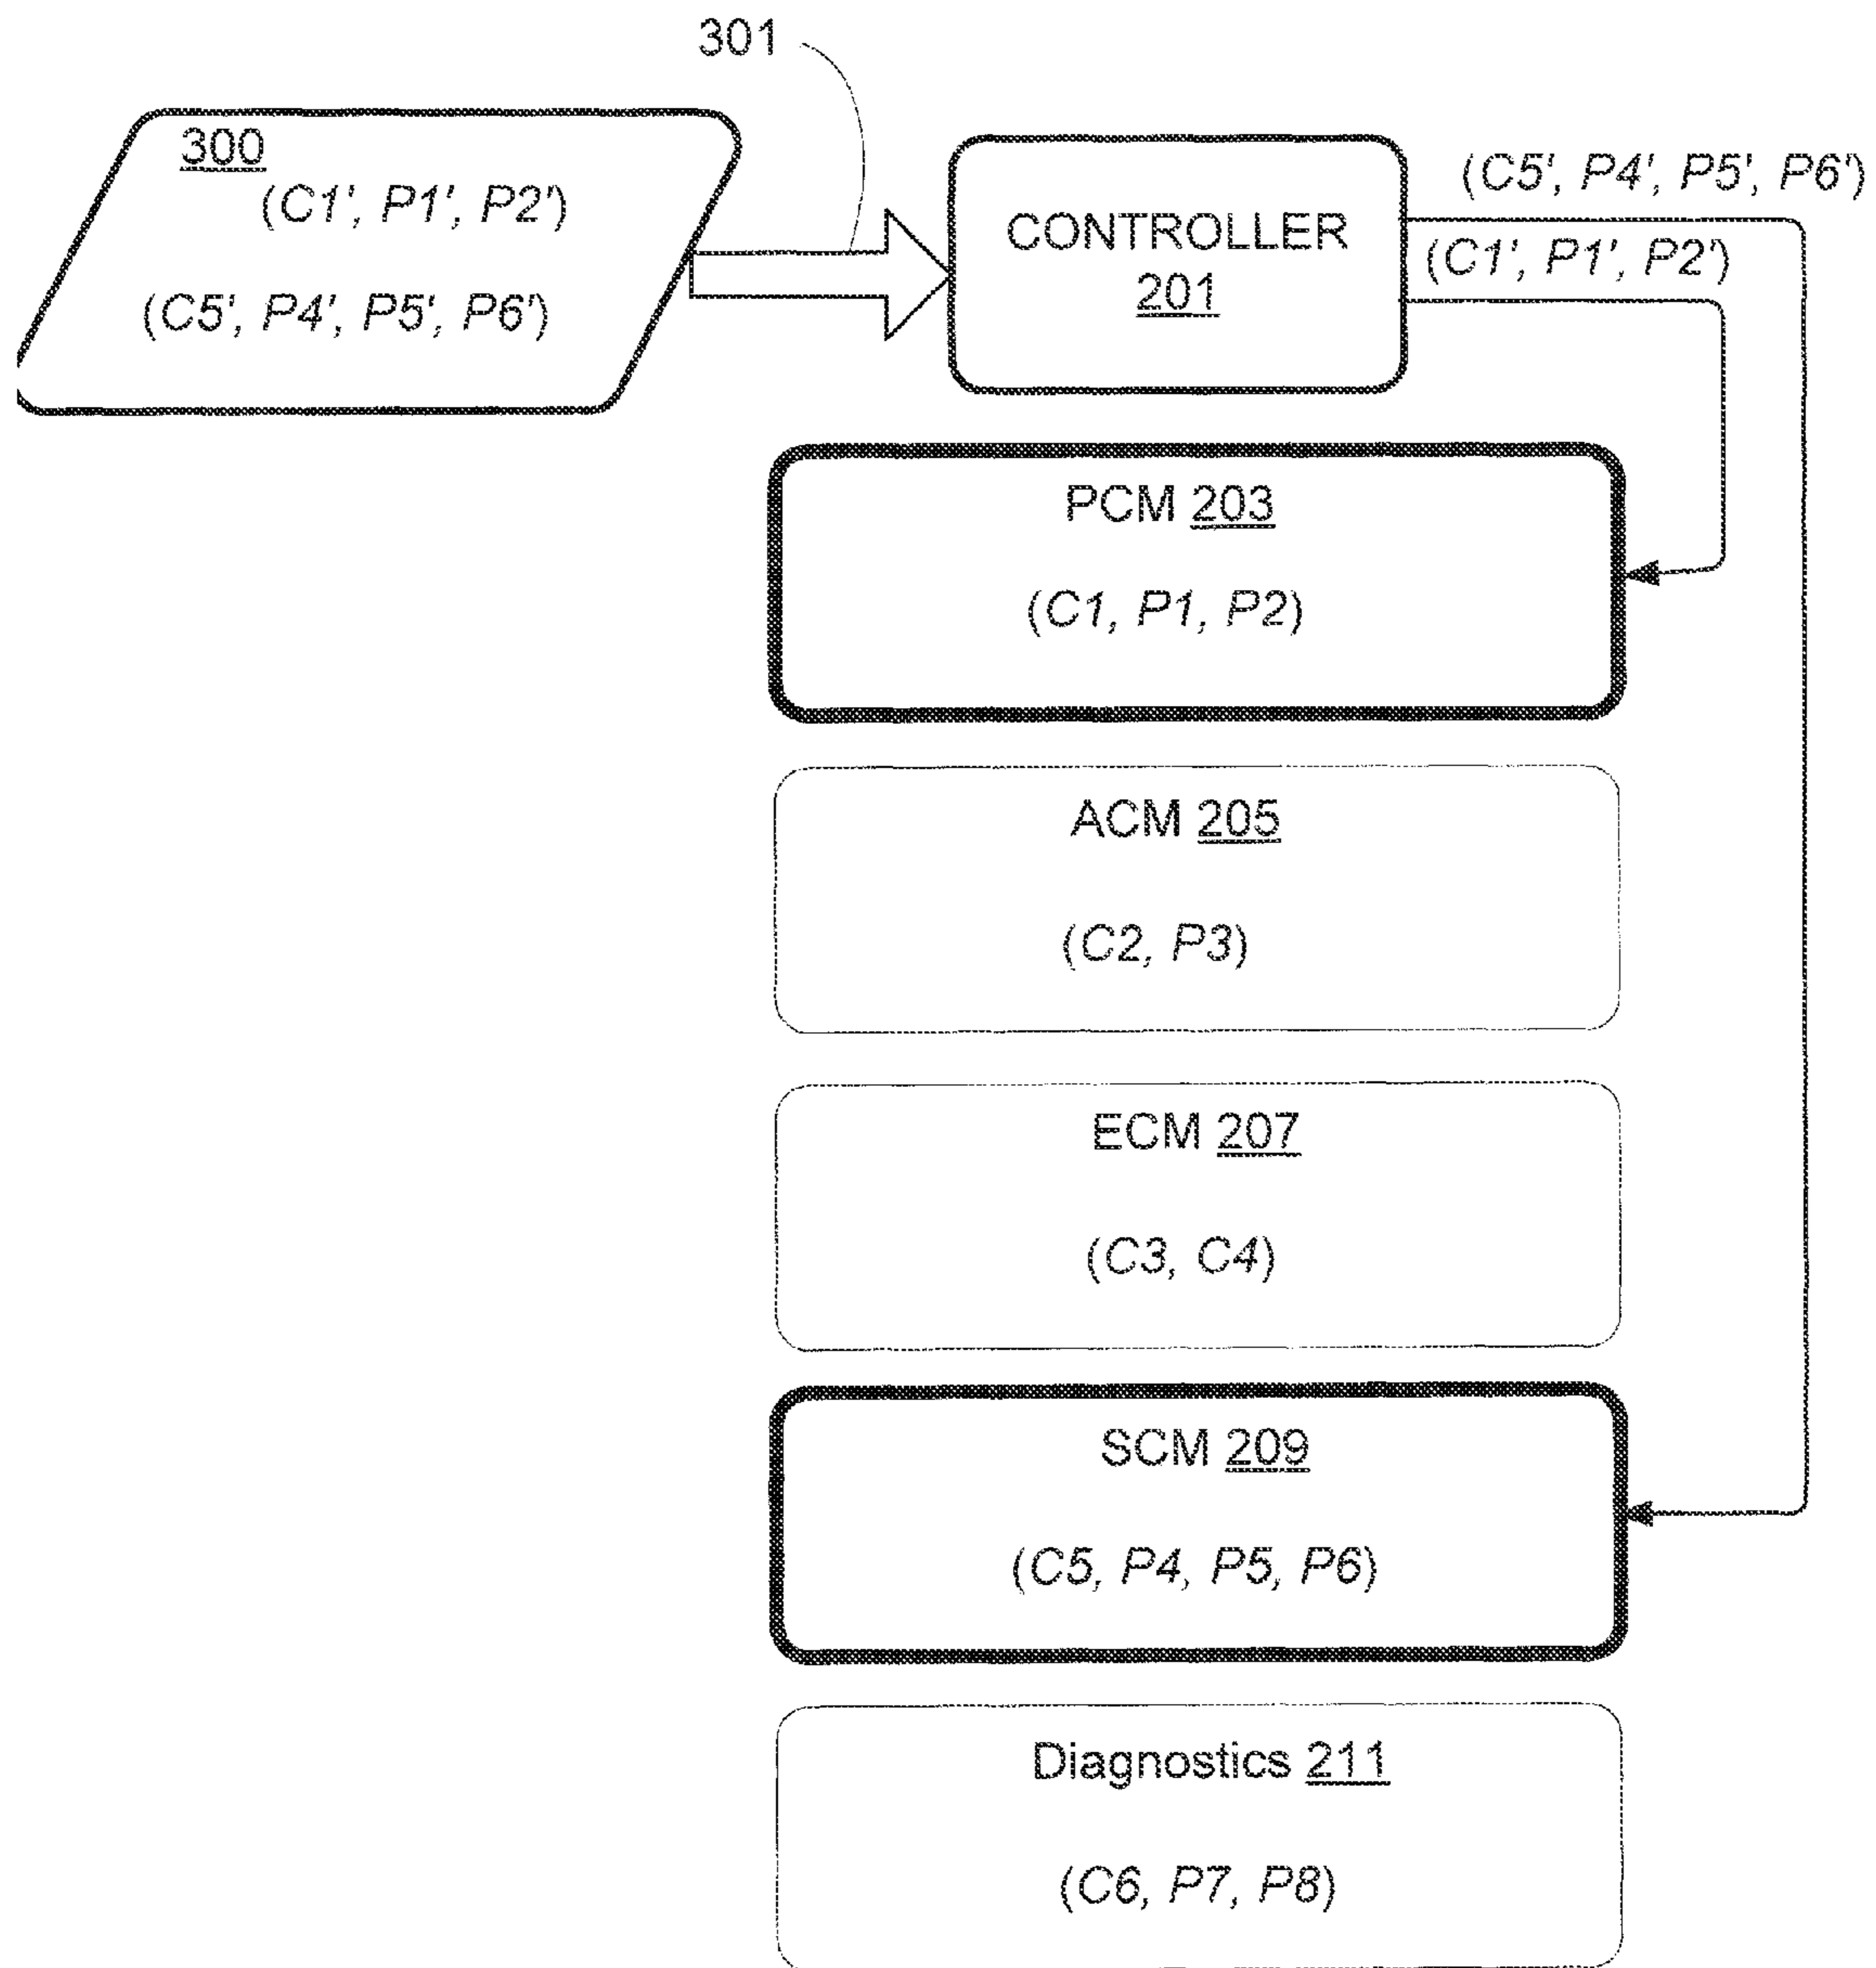 301
300
(C1', P1', P2')
(C5', P4', P5', P6')
CONTROLLER
201
(C5', P4', P5', P6')
(C1', P1', P2')
PCM 203
(C1, P1, P2)
ACM 205
(C2, P3)
ECM 207
(C3, C4)
SCM 209
(C5, P4, P5, P6)
Diagnostics 211
(C6, P7, P8)